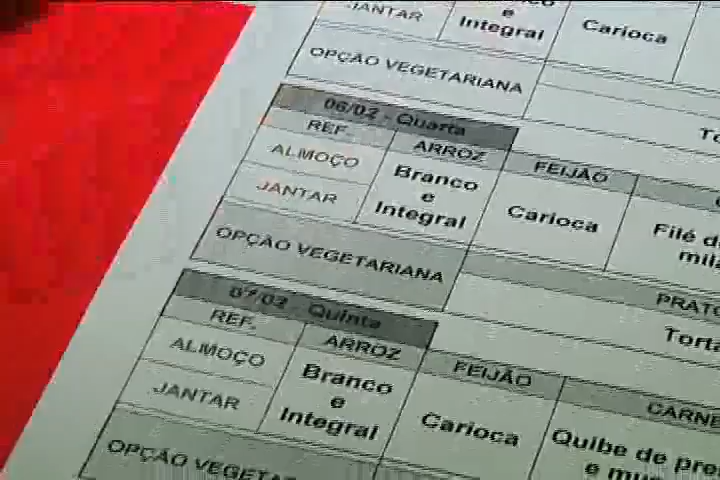 JANTAR e
Integral Carioca
OPÇÃO VEGETARIANA
06/02 - Quarta
REF. ARROZ FEIJÃO
ALMOÇO Branco
JANTAR e Carioca Filé
Integral
OPÇÃO VEGETARIANA
PRATO
07/02 - Quinta
REF. ARROZ FEIJÃO CARNE
ALMOÇO Branco
JANTAR e Carioca Quibe de
Integral e
OPÇÃO